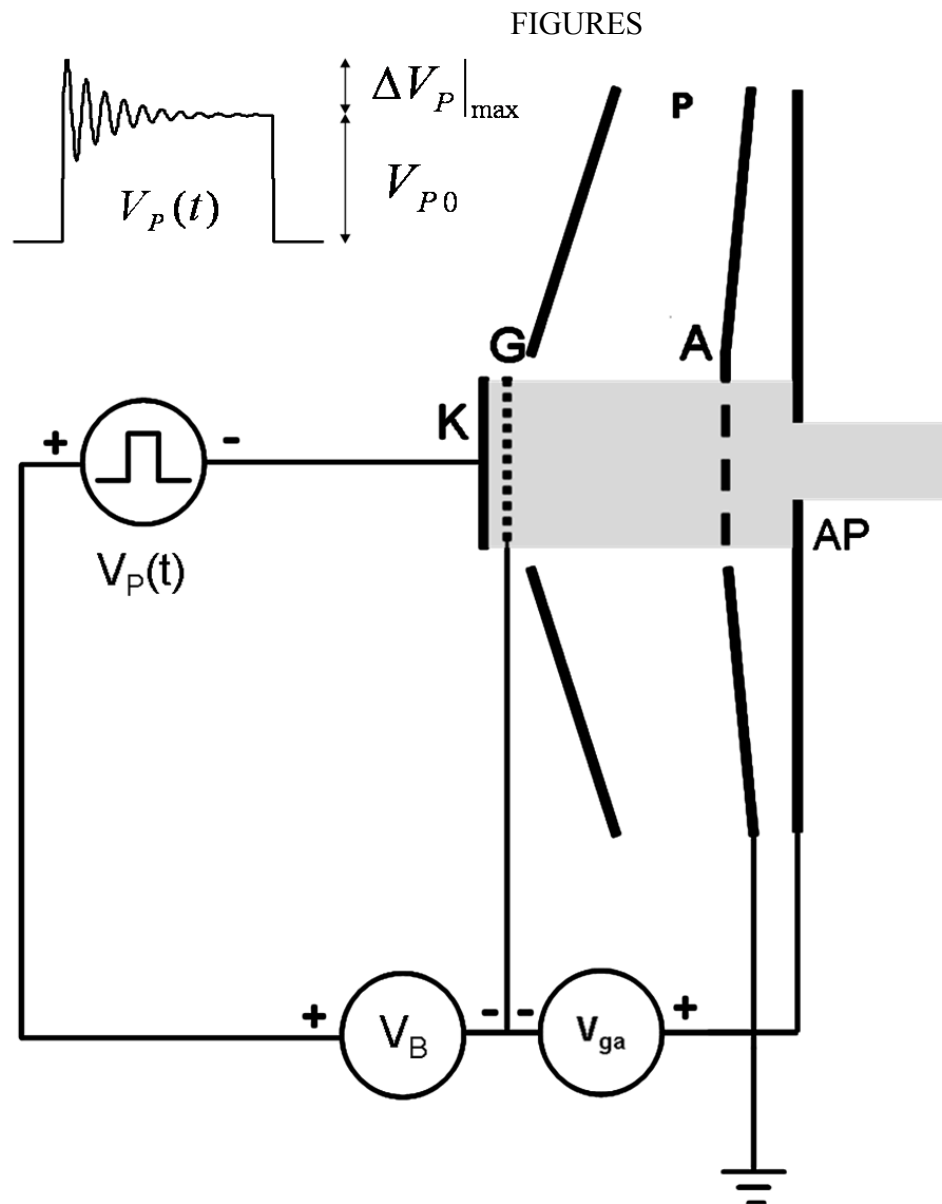 FIGURES
ΔV_P|max
V_P0
V_P(t)
P
G
A
K
+
-
AP
V_P(t)
+
V_B
-
-
V_ga
+